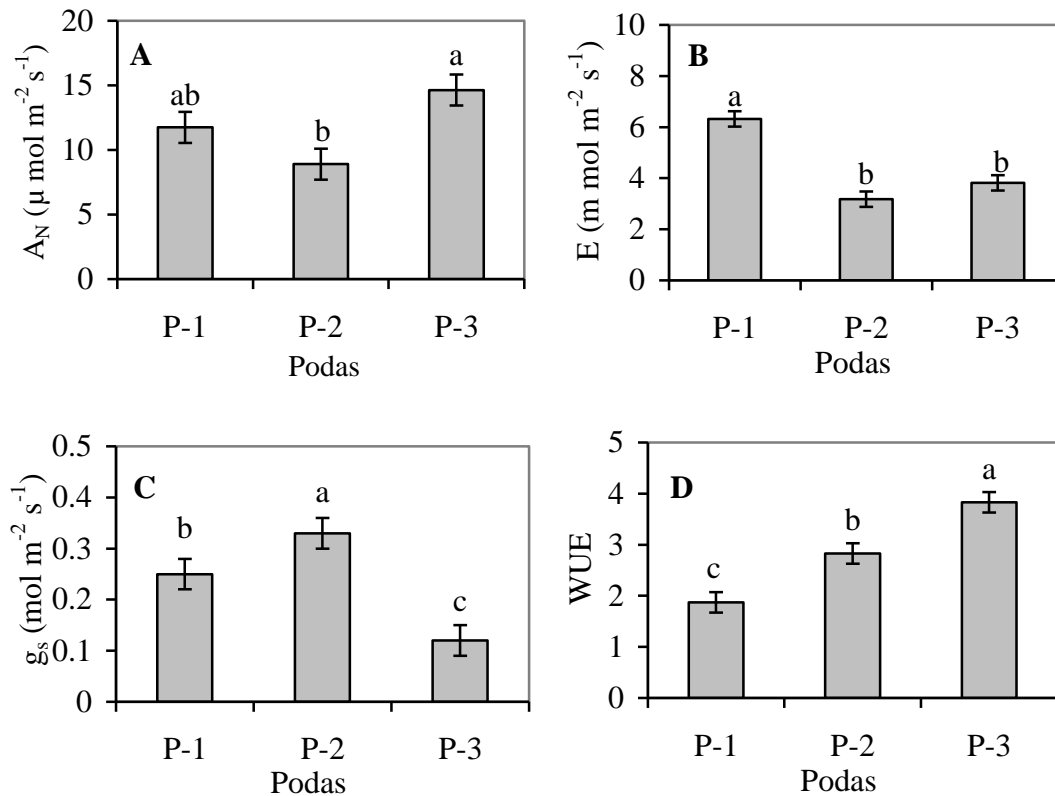 A
A_N (µ mol m⁻² s⁻¹)
20
15
10
5
0
ab
b
a
P-1 P-2 P-3
Podas
B
E (m mol m⁻² s⁻¹)
10
8
6
4
2
0
a
b
b
P-1 P-2 P-3
Podas
C
g_s (mol m⁻² s⁻¹)
0.5
0.4
0.3
0.2
0.1
0
b
a
c
P-1 P-2 P-3
Podas
D
WUE
5
4
3
2
1
0
c
b
a
P-1 P-2 P-3
Podas